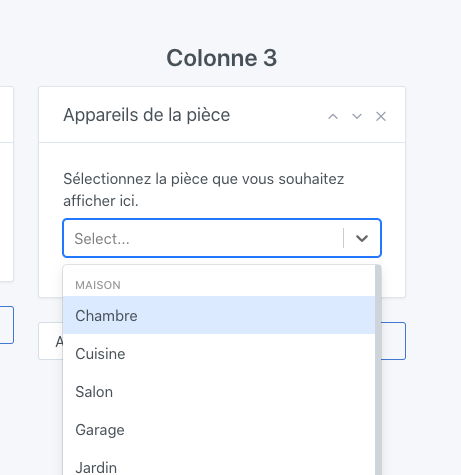 Colonne 3
Appareils de la pièce
Sélectionnez la pièce que vous souhaitez
afficher ici.
Select...
MAISON
Chambre
Cuisine
Salon
Garage
Jardin